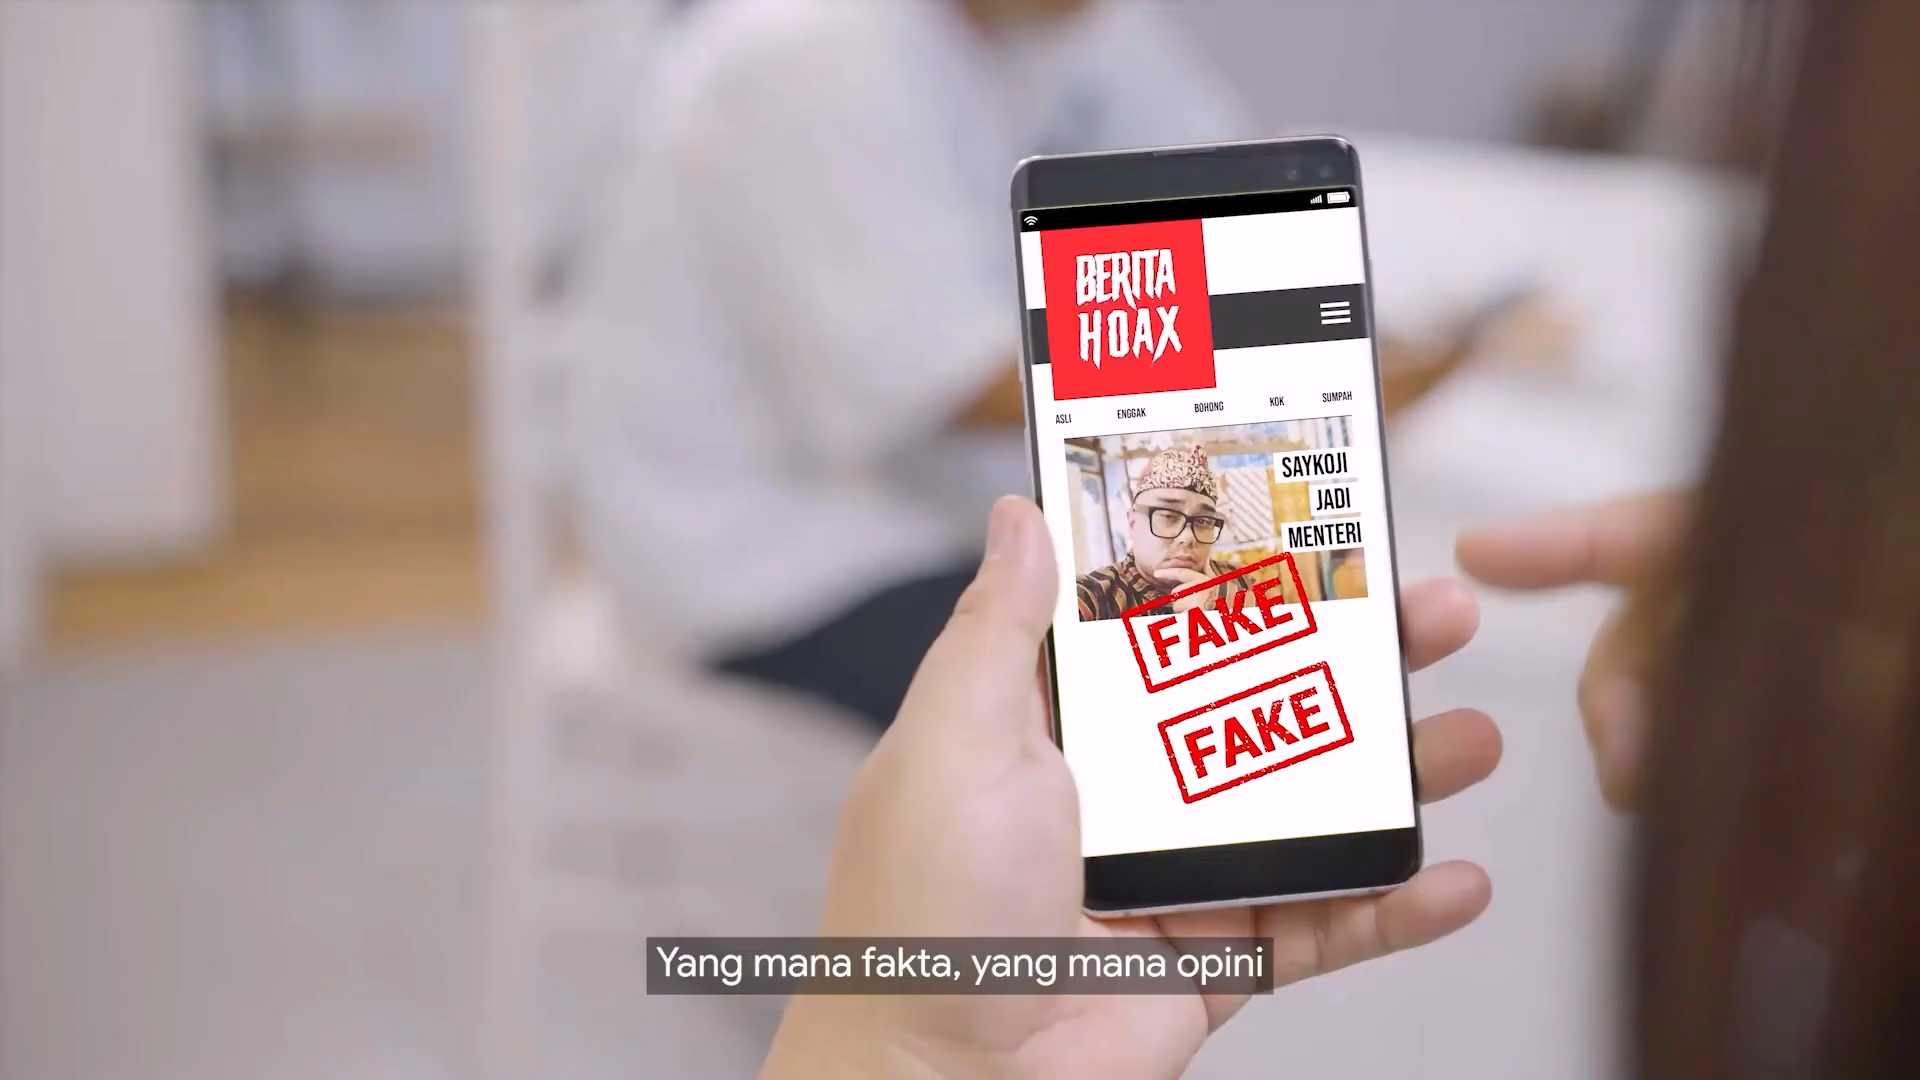 BERITA
HOAX
ASLI ENGGAK BOHONG KOK SUMPAH
SAYKOJI
JADI
MENTERI
FAKE
FAKE
Yang mana fakta, yang mana opini